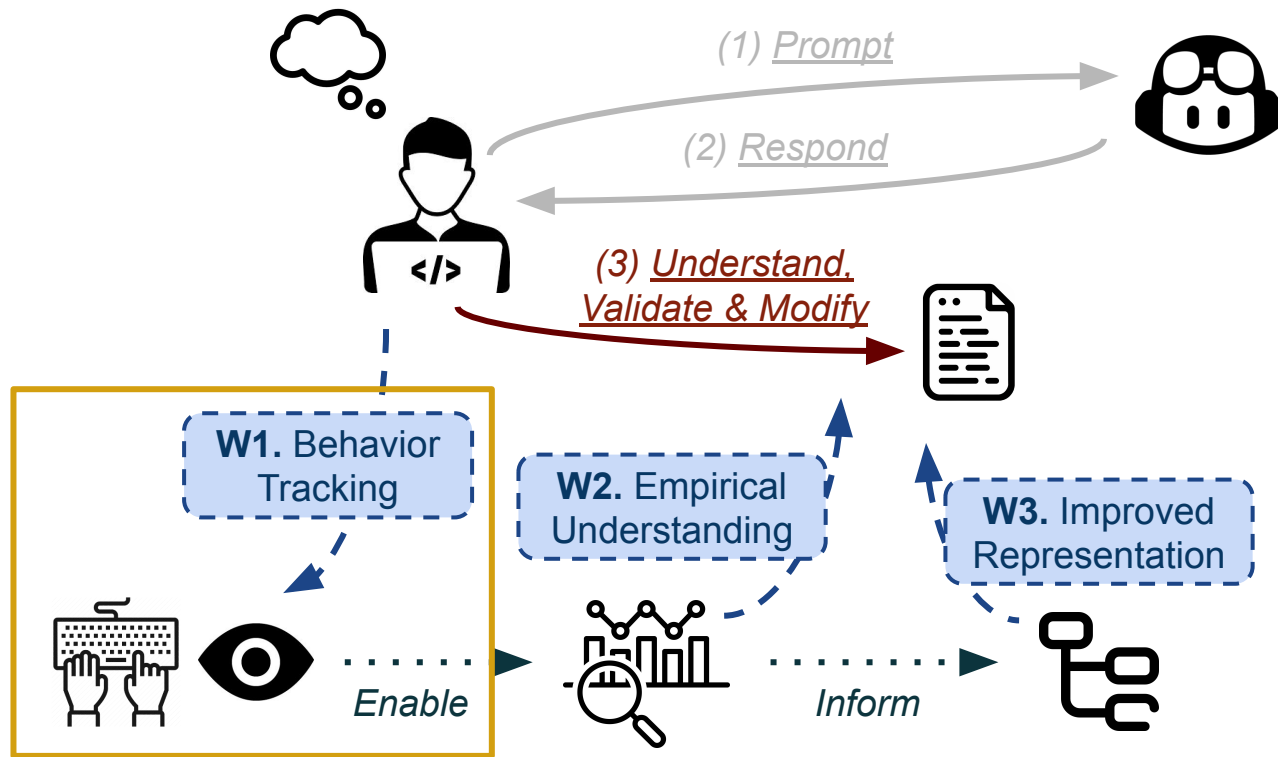 (1) Prompt
(2) Respond
</>
(3) Understand,
Validate & Modify
W1. Behavior
Tracking
W2. Empirical
Understanding
W3. Improved
Representation
Enable
Inform